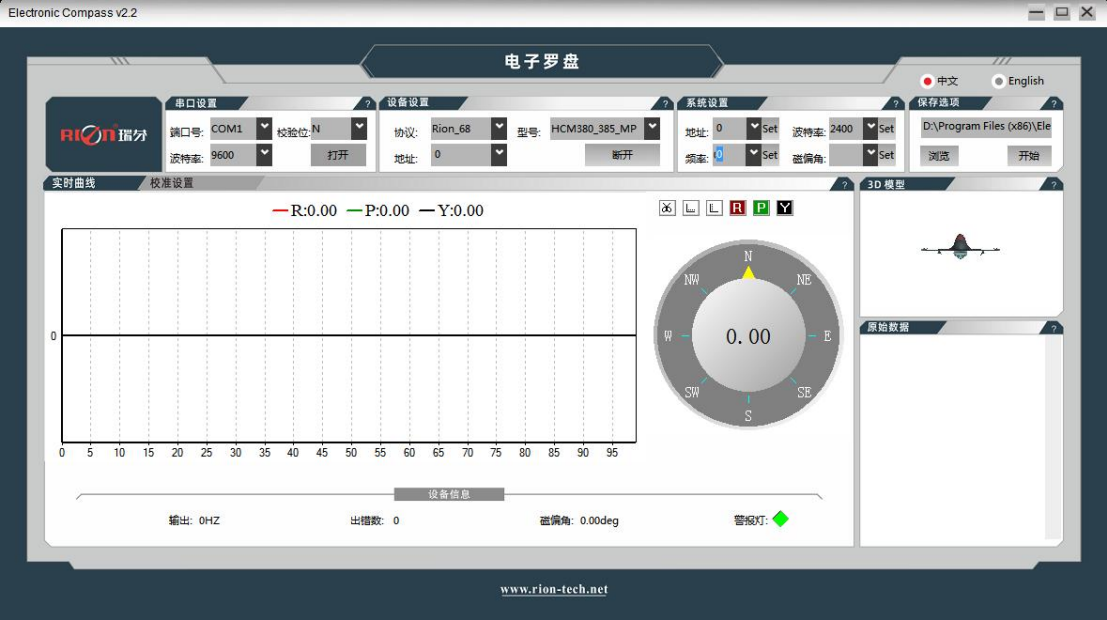 Electronic Compass v2.2
电子罗盘
中文 English
RION 瑞芬
串口设置 ?
端口号: COM1 校验位: N
波特率: 9600 打开
设备设置 ?
协议: Rion_68 型号: HCM380_385_MP
地址: 0 断开
系统设置 ?
地址: 0 Set 波特率: 2400 Set
频率: 0 Set 磁偏角: Set
保存选项 ?
D:\Program Files (x86)\Ele
浏览 开始
实时曲线 校准设置 ?
R:0.00 P:0.00 Y:0.00
R P Y
0
0 5 10 15 20 25 30 35 40 45 50 55 60 65 70 75 80 85 90 95
N
NW NE
W 0.00 E
SW SE
S
设备信息
输出: 0HZ 出错数: 0 磁偏角: 0.00deg 警报灯:
3D 模型 ?
原始数据 ?
www.rion-tech.net